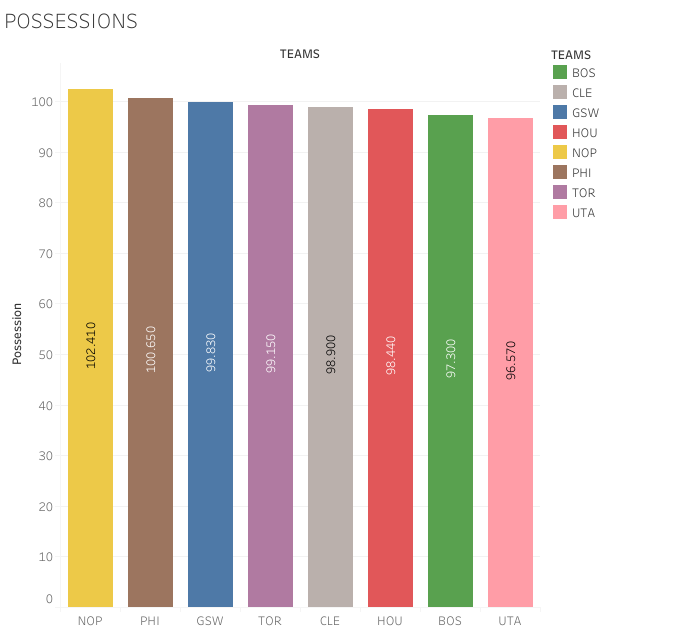 POSSESSIONS
TEAMS
TEAMS
BOS
CLE
GSW
HOU
NOP
PHI
TOR
UTA
Possession
100
90
80
70
60
50
40
30
20
10
0
102.410
100.650
99.830
99.150
98.900
98.440
97.300
96.570
NOP PHI GSW TOR CLE HOU BOS UTA